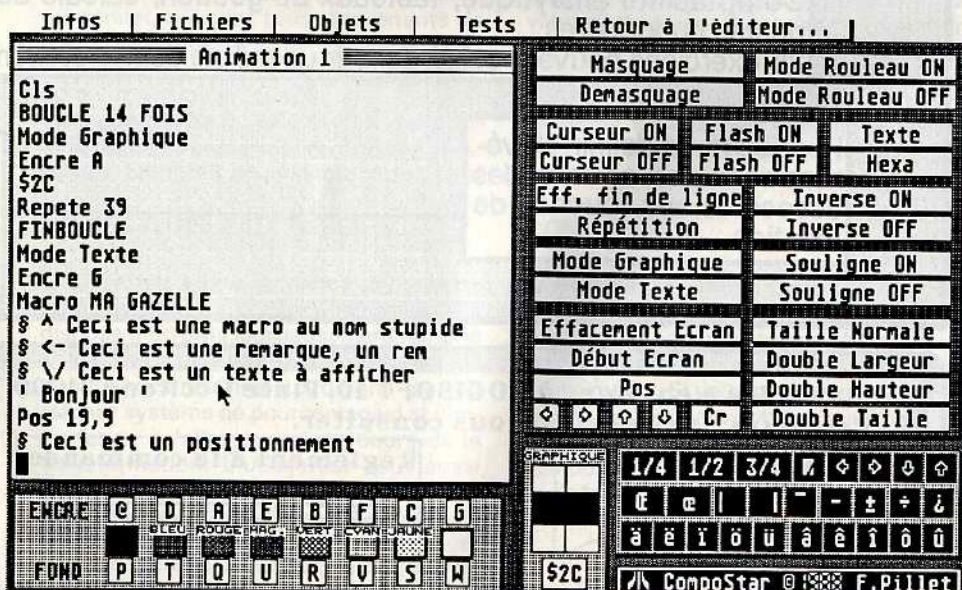 Infos | Fichiers | Objets | Tests | Retour à l'éditeur... |
Animation 1
Cls
BOUCLE 14 FOIS
Mode Graphique
Encre A
$2C
Repete 39
FINBOUCLE
Mode Texte
Encre G
Macro MA GAZELLE
§ ^ Ceci est une macro au nom stupide
§ <- Ceci est une remarque, un rem
§ \/ Ceci est un texte à afficher
Bonjour
Pos 19,9
§ Ceci est un positionnement
Masquage Mode Rouleau ON
Demasquage Mode Rouleau OFF
Curseur ON Flash ON Texte
Curseur OFF Flash OFF Hexa
Eff. fin de ligne Inverse ON
Répétition Inverse OFF
Mode Graphique Souligne ON
Mode Texte Souligne OFF
Effacement Ecran Taille Normale
Début Ecran Double Largeur
Pos Double Hauteur
Cr Double Taille
ENCRE @ D A E B F C G
BLEU ROUGE MAG. VERT CYAN JAUNE
FOND P T Q U R V S W
GRAPHIQUE
$2C
1/4 1/2 3/4
Œ œ | | ¯ - ± ÷ ¿
ä ë ï ö ü â ê î ô û
CompoStar © F.Pillet